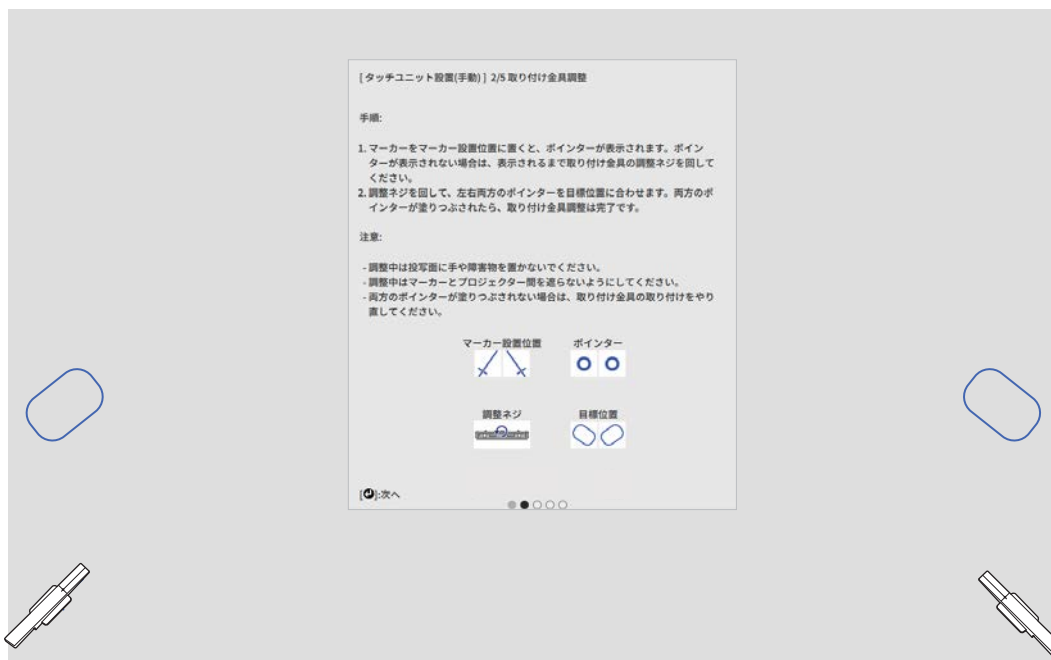 [ タッチユニット設置(手動) ] 2/5 取り付け金具調整
手順:
1. マーカーをマーカー設置位置に置くと、ポインターが表示されます。ポイン
ターが表示されない場合は、表示されるまで取り付け金具の調整ネジを回して
ください。
2. 調整ネジを回して、左右両方のポインターを目標位置に合わせます。両方のポ
インターが塗りつぶされたら、取り付け金具調整は完了です。
注意:
- 調整中は投写面に手や障害物を置かないでください。
- 調整中はマーカーとプロジェクター間を遮らないようにしてください。
- 両方のポインターが塗りつぶされない場合は、取り付け金具の取り付けをやり
直してください。
マーカー設置位置 ポインター
調整ネジ 目標位置
[ ]:次へ